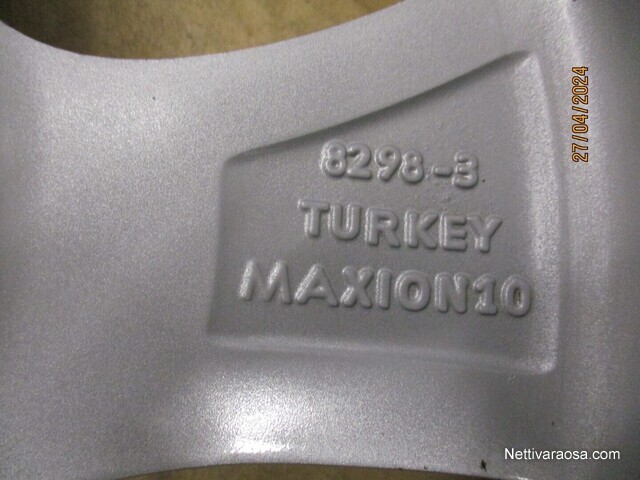 8298-3
TURKEY
MAXION10
27/04/2024
Nettivaraosa.com